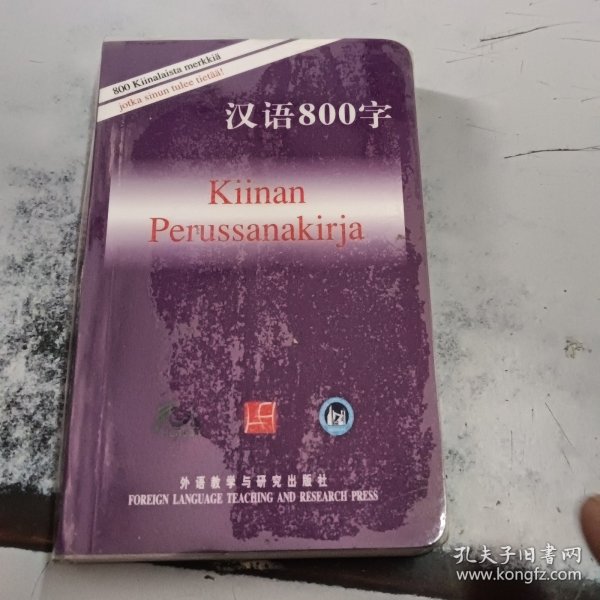 800 Kiinalaista merkkiä
jotka sinun tulee tietää!
汉语800字
Kiinan
Perussanakirja
外语教学与研究出版社
FOREIGN LANGUAGE TEACHING AND RESEARCH PRESS
孔夫子旧书网
www.kongfz.com